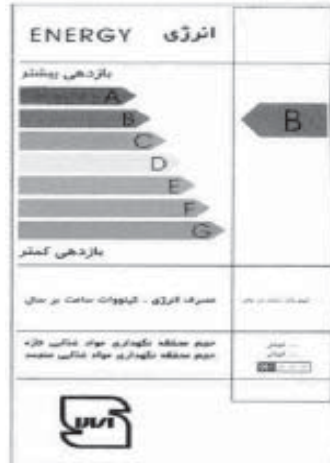 ENERGY انرژی
بازدهی بیشتر
A
B
B
C
D
E
F
G
بازدهی کمتر
مصرف انرژی - کیلووات ساعت بر سال
حجم محفظه نگهداری مواد غذایی تازه
حجم محفظه نگهداری مواد غذایی منجمد